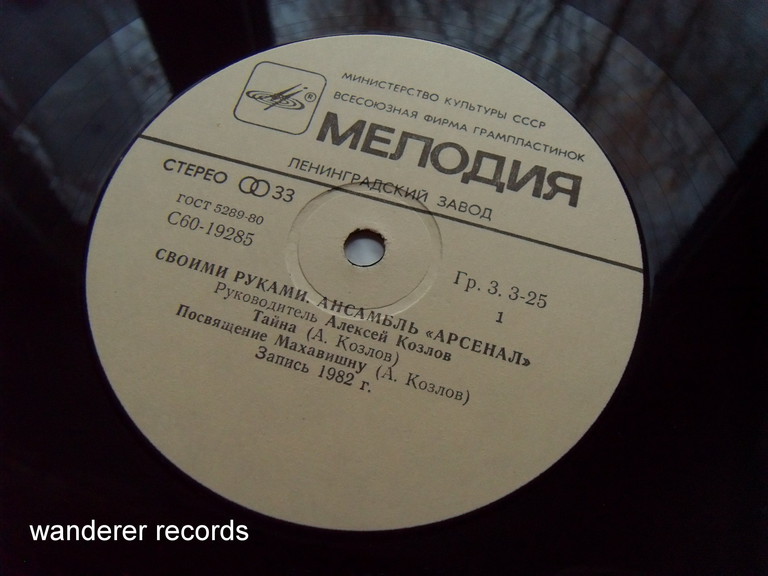 МИНИСТЕРСТВО КУЛЬТУРЫ СССР
ВСЕСОЮЗНАЯ ФИРМА ГРАМПЛАСТИНОК
®
МЕЛОДИЯ
ЛЕНИНГРАДСКИЙ ЗАВОД
СТЕРЕО 33
ГОСТ 5289-80
С60-19285
Гр. 3. 3-25
1
СВОИМИ РУКАМИ. АНСАМБЛЬ «АРСЕНАЛ»
Руководитель Алексей Козлов
Тайна (А. Козлов)
Посвящение Махавишну (А. Козлов)
Запись 1982 г.
wanderer records